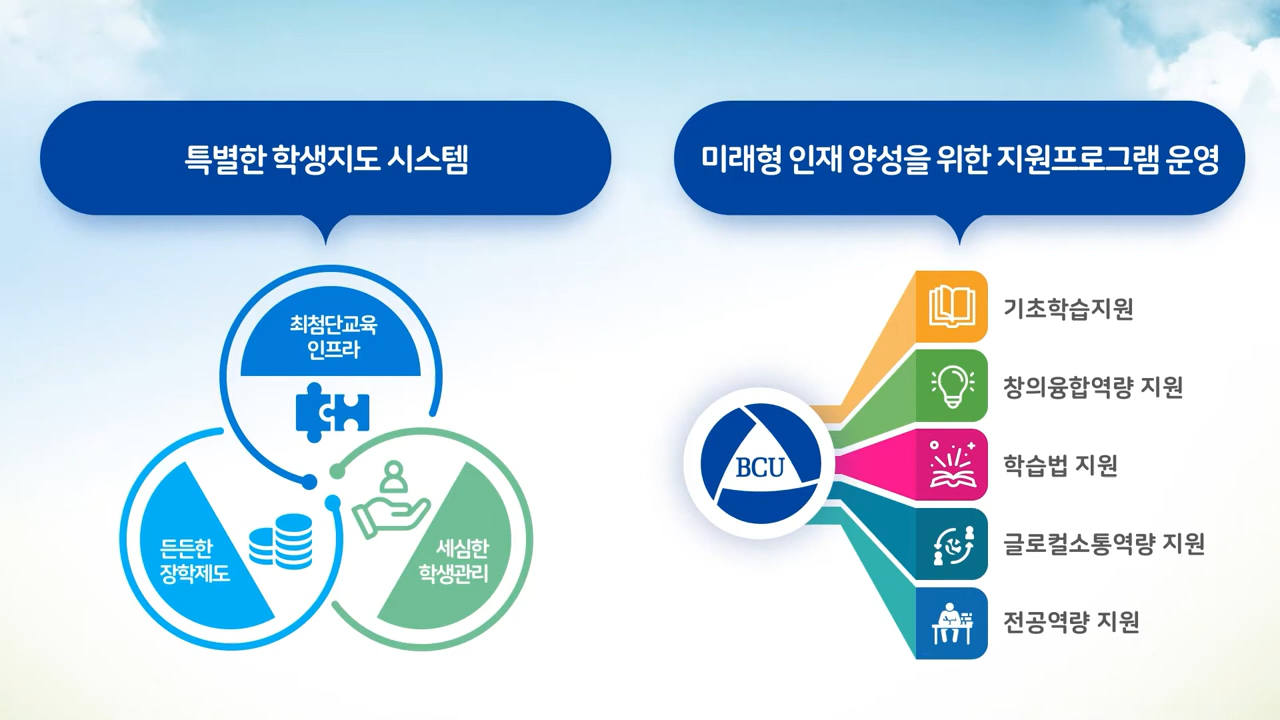 특별한 학생지도 시스템
최첨단교육
인프라
든든한
장학제도
세심한
학생관리
미래형 인재 양성을 위한 지원프로그램 운영
BCU
기초학습지원
창의융합역량 지원
학습법 지원
글로컬소통역량 지원
전공역량 지원